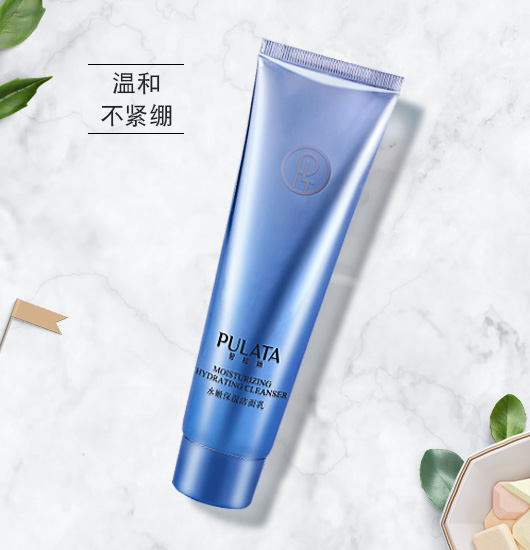 温和
不紧绷
PULATA
MOISTURIZING
HYDRATING CLEANSER
水嫩保湿洁面乳